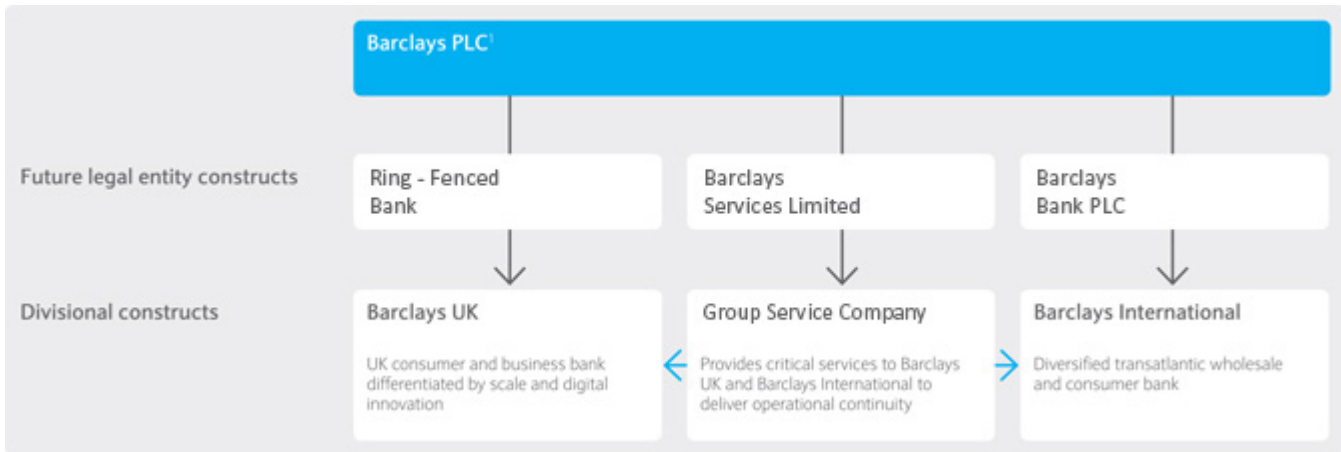 Barclays PLC¹
Future legal entity constructs
Ring - Fenced
Bank
Barclays
Services Limited
Barclays
Bank PLC
Divisional constructs
Barclays UK
UK consumer and business bank
differentiated by scale and digital
innovation
Group Service Company
Provides critical services to Barclays
UK and Barclays International to
deliver operational continuity
Barclays International
Diversified transatlantic wholesale
and consumer bank